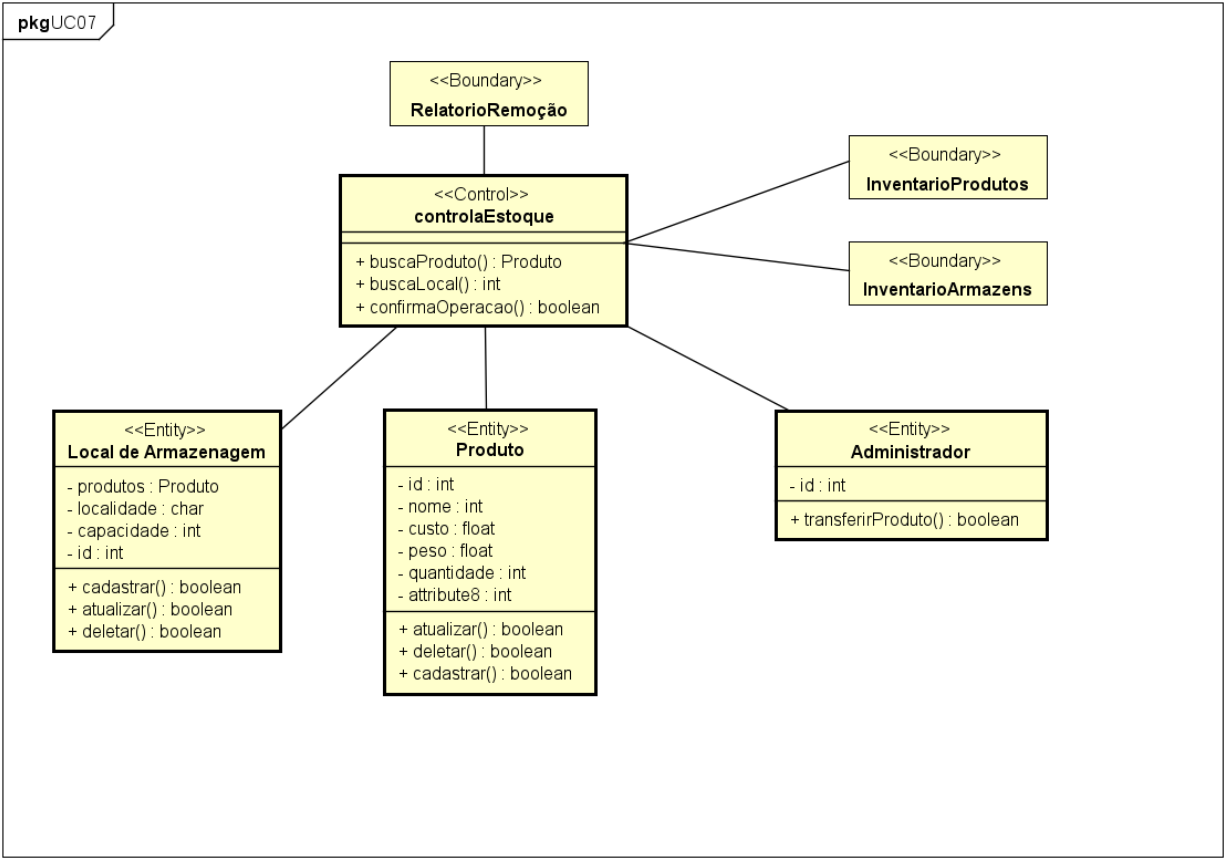 pkg UC07
<<Boundary>>
RelatorioRemoção
<<Boundary>>
InventarioProdutos
<<Control>>
controlaEstoque
+ buscaProduto() : Produto
+ buscaLocal() : int
+ confirmaOperacao() : boolean
<<Boundary>>
InventarioArmazens
<<Entity>>
Local de Armazenagem
- produtos : Produto
- localidade : char
- capacidade : int
- id : int
+ cadastrar() : boolean
+ atualizar() : boolean
+ deletar() : boolean
<<Entity>>
Produto
- id : int
- nome : int
- custo : float
- peso : float
- quantidade : int
- attribute8 : int
+ atualizar() : boolean
+ deletar() : boolean
+ cadastrar() : boolean
<<Entity>>
Administrador
- id : int
+ transferirProduto() : boolean